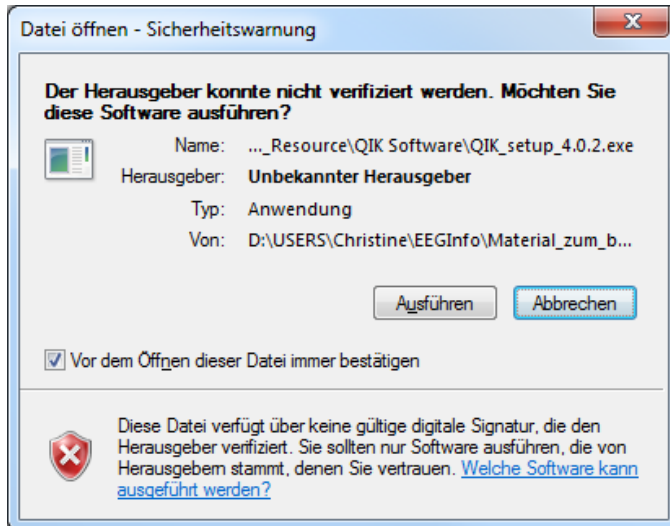 Datei öffnen - Sicherheitswarnung
Der Herausgeber konnte nicht verifiziert werden. Möchten Sie
diese Software ausführen?
Name: ..._Resource\QIK Software\QIK_setup_4.0.2.exe
Herausgeber: Unbekannter Herausgeber
Typ: Anwendung
Von: D:\USERS\Christine\EEGInfo\Material_zum_b...
Ausführen Abbrechen
Vor dem Öffnen dieser Datei immer bestätigen
Diese Datei verfügt über keine gültige digitale Signatur, die den
Herausgeber verifiziert. Sie sollten nur Software ausführen, die von
Herausgebern stammt, denen Sie vertrauen. Welche Software kann
ausgeführt werden?